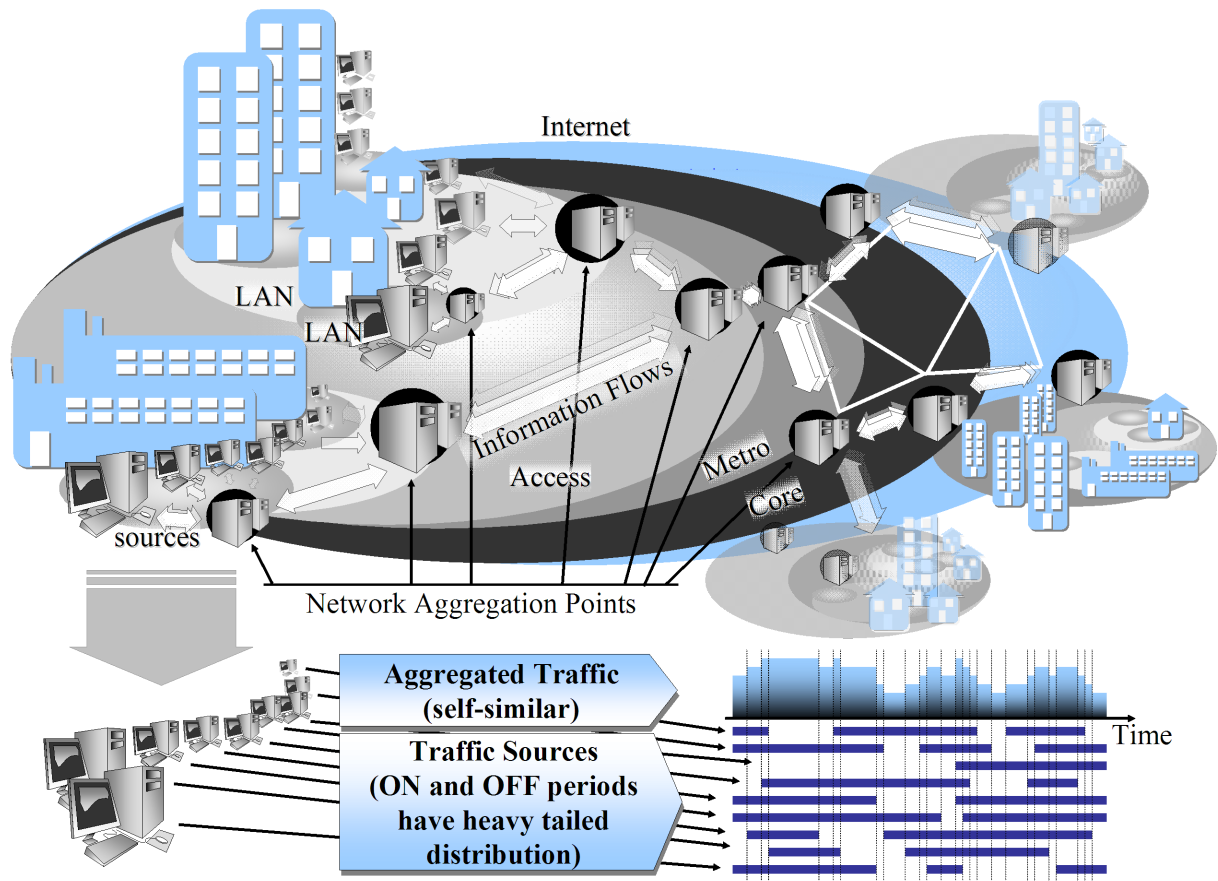 Internet
LAN
LAN
Information Flows
Access
Metro
Core
sources
Network Aggregation Points
Aggregated Traffic
(self-similar)
Time
Traffic Sources
(ON and OFF periods
have heavy tailed
distribution)